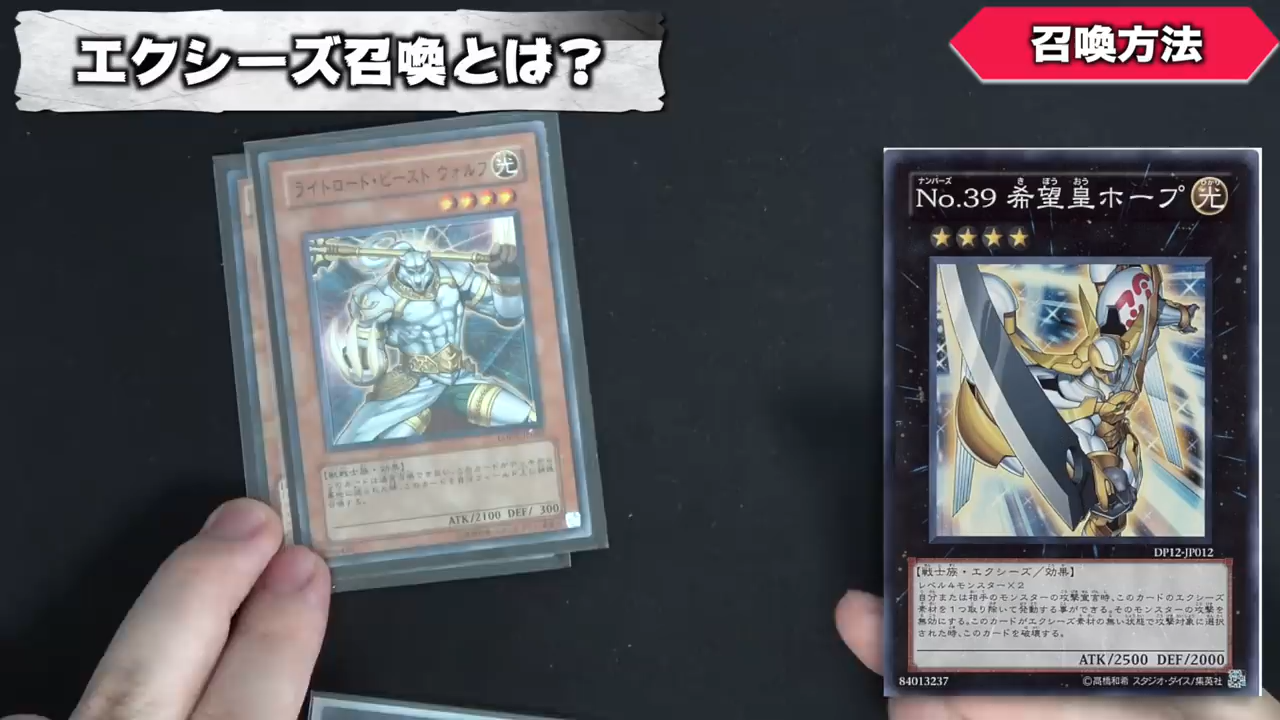 エクシーズ召喚とは?
召喚方法
ライトロード・ビースト ウォルフ
光
ATK/2100 DEF/ 300
ナンバーズ き ぼう おう ひかり
No.39 希望皇ホープ 光
DP12-JP012
[戦士族・エクシーズ/効果]
レベル4モンスター×2
自分または相手のモンスターの攻撃宣言時、このカードのエクシーズ
素材を1つ取り除いて発動する事ができる。そのモンスターの攻撃を
無効にする。このカードがエクシーズ素材の無い状態で攻撃対象に選択
された時、このカードを破壊する。
ATK/2500 DEF/2000
84013237
©高橋和希 スタジオ・ダイス/集英社